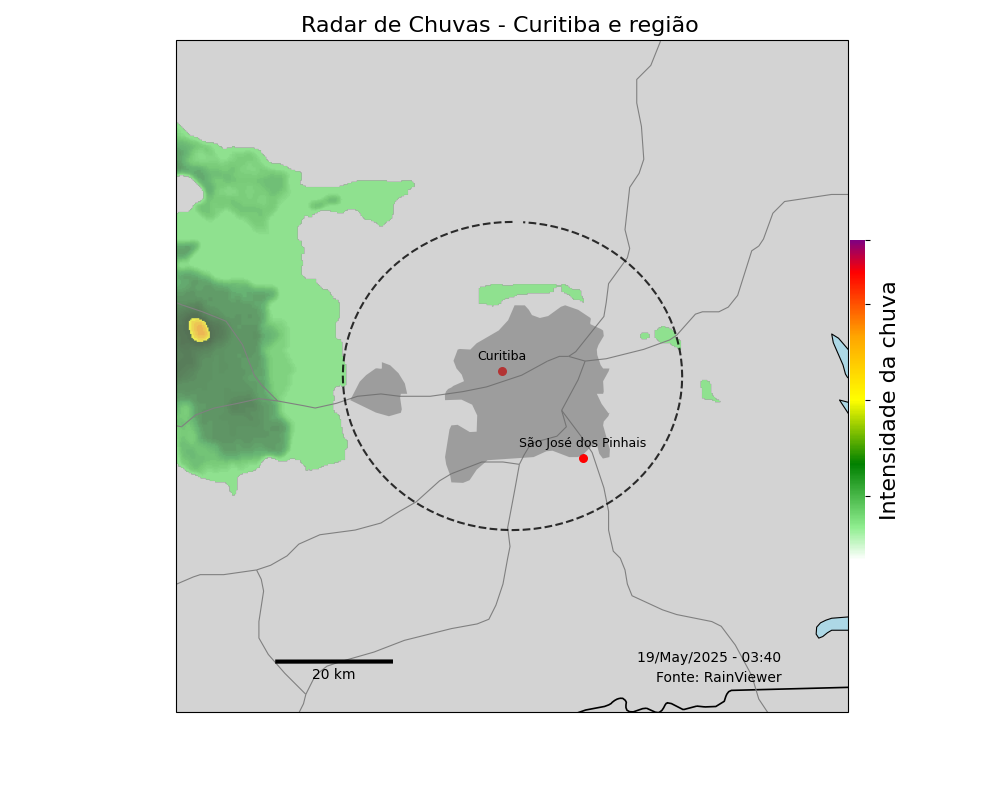 Radar de Chuvas - Curitiba e região
Curitiba
São José dos Pinhais
Intensidade da chuva
20 km
19/May/2025 - 03:40
Fonte: RainViewer